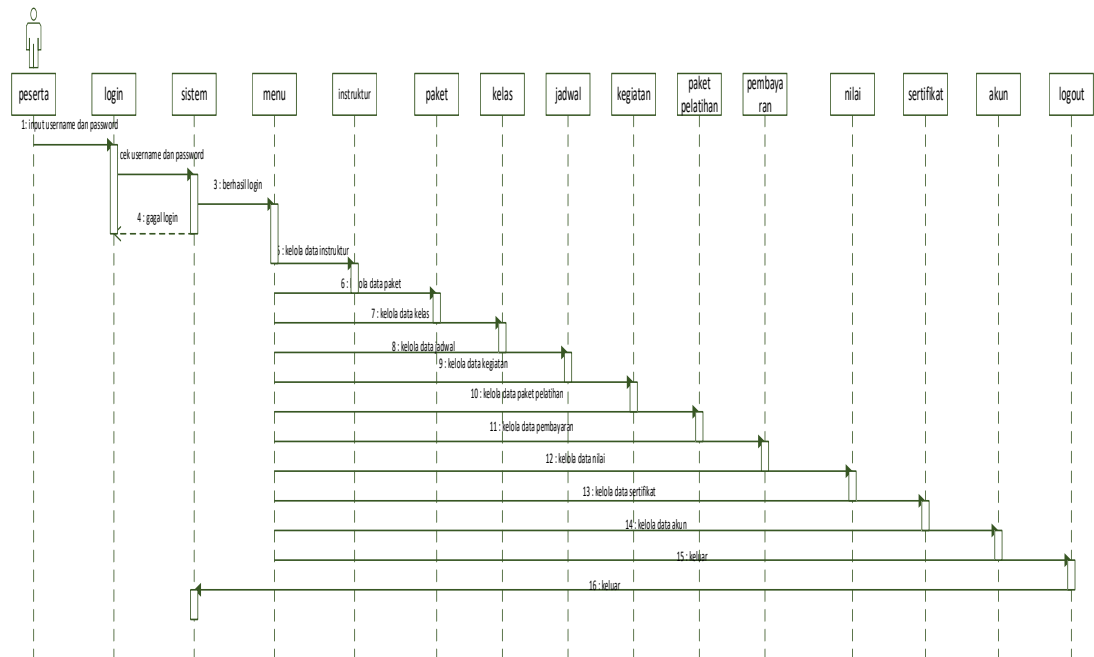 peserta
login
sistem
menu
instruktur
paket
kelas
jadwal
kegiatan
paket
pelatihan
pembaya
ran
nilai
sertifikat
akun
logout
1: input username dan password
cek username dan password
3 : berhasil login
4 : gagal login
: kelola data instruktur
6 : ola data paket
7 : kelola data kelas
8 : kelola data jadwal
9 : kelola data kegiatan
10 : kelola data paket pelatihan
11 : kelola data pembayaran
12 : kelola data nilai
13 : kelola data sertifikat
14 : kelola data akun
15 : keluar
16 : keluar